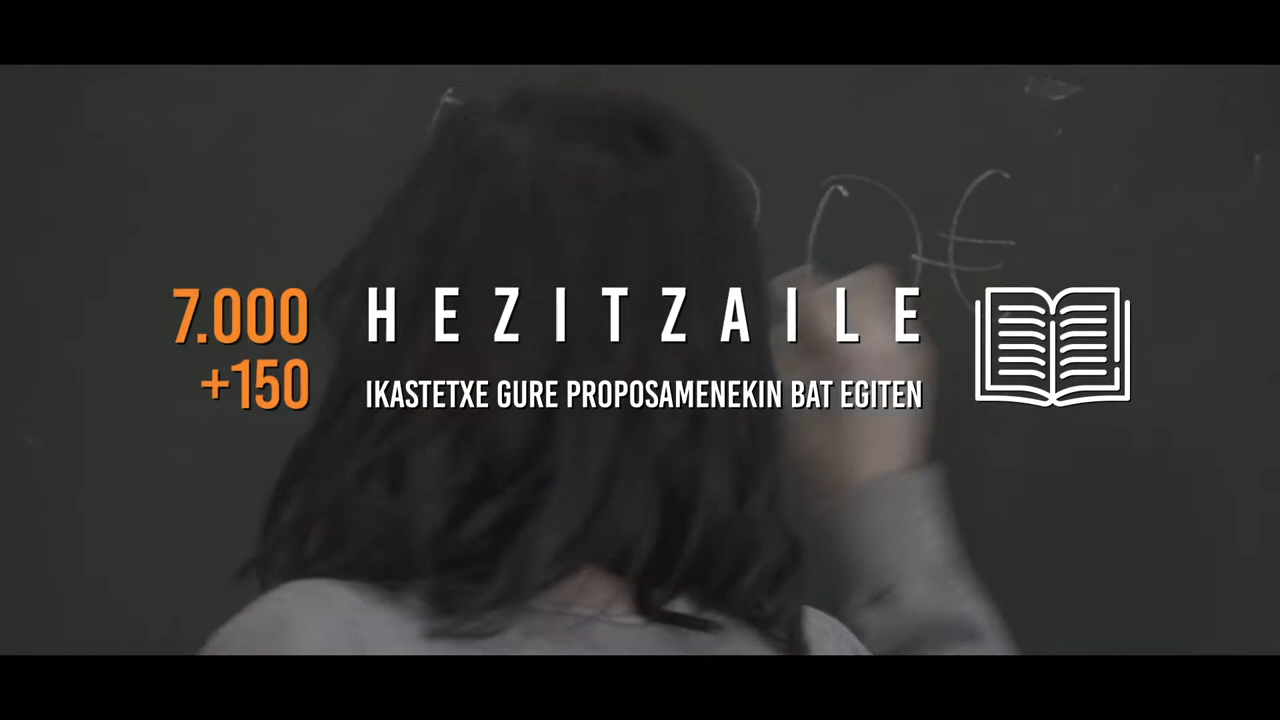 7.000 HEZITZAILE
+150 IKASTETXE GURE PROPOSAMENEKIN BAT EGITEN